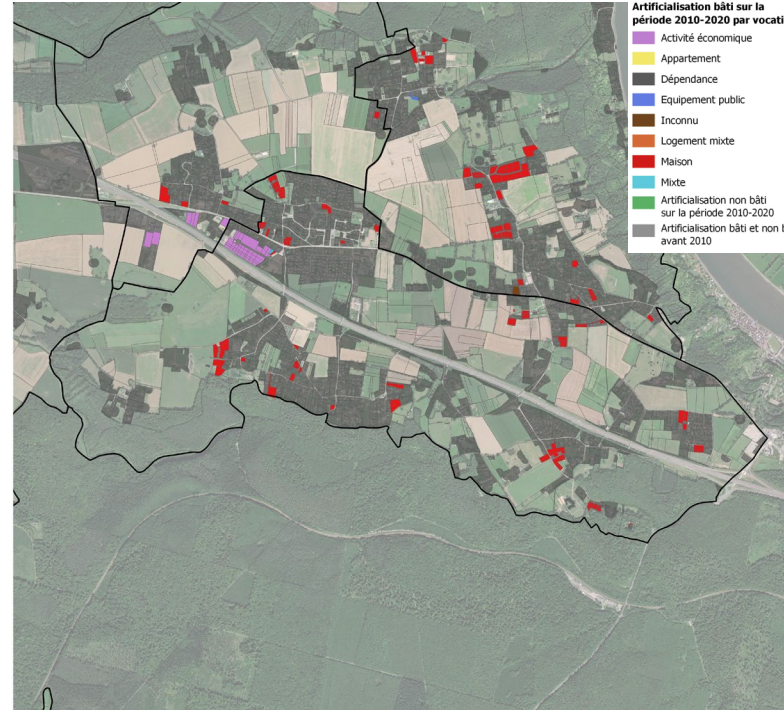 Artificialisation bâti sur la
période 2010-2020 par vocati
Activité économique
Appartement
Dépendance
Equipement public
Inconnu
Logement mixte
Maison
Mixte
Artificialisation non bâti
sur la période 2010-2020
Artificialisation bâti et non b
avant 2010